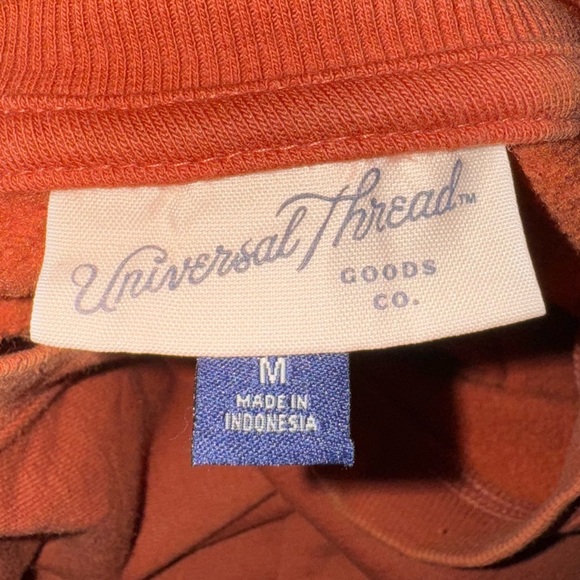 Universal Thread™
GOODS
CO.
M
MADE IN
INDONESIA